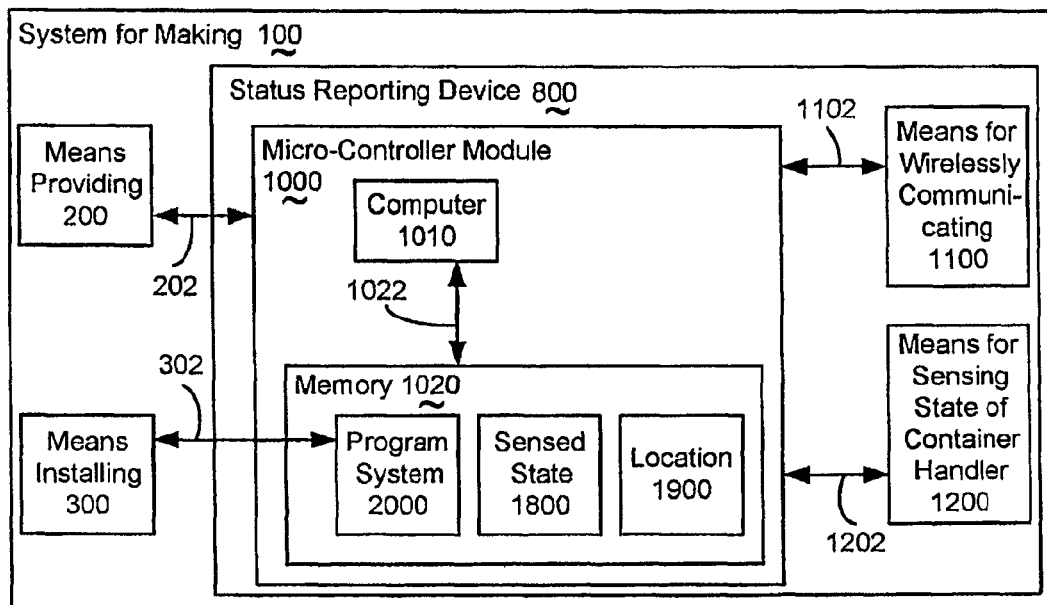 System for Making 100
Status Reporting Device 800
Means
Providing
200
202
Micro-Controller Module
1000
Computer
1010
1022
1102
Means for
Wirelessly
Communi-
cating
1100
302
Means
Installing
300
Memory 1020
Program
System
2000
Sensed
State
1800
Location
1900
Means for
Sensing
State of
Container
Handler
1200
1202